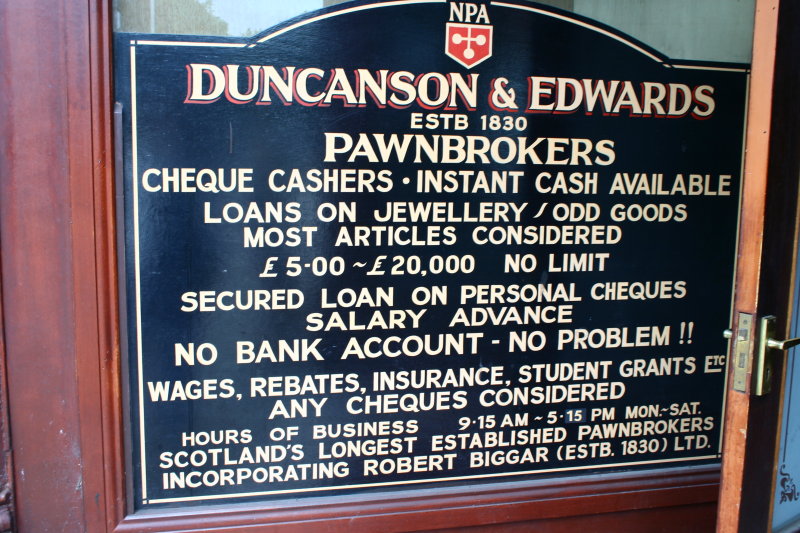 NPA
DUNCANSON & EDWARDS
ESTB 1830
PAWNBROKERS
CHEQUE CASHERS · INSTANT CASH AVAILABLE
LOANS ON JEWELLERY / ODD GOODS
MOST ARTICLES CONSIDERED
£5-00 ~ £20,000 NO LIMIT
SECURED LOAN ON PERSONAL CHEQUES
SALARY ADVANCE
NO BANK ACCOUNT - NO PROBLEM !!
WAGES, REBATES, INSURANCE, STUDENT GRANTS ETC
ANY CHEQUES CONSIDERED
HOURS OF BUSINESS 9·15 AM ~ 5·15 PM MON.~SAT.
SCOTLAND'S LONGEST ESTABLISHED PAWNBROKERS
INCORPORATING ROBERT BIGGAR (ESTB. 1830) LTD.